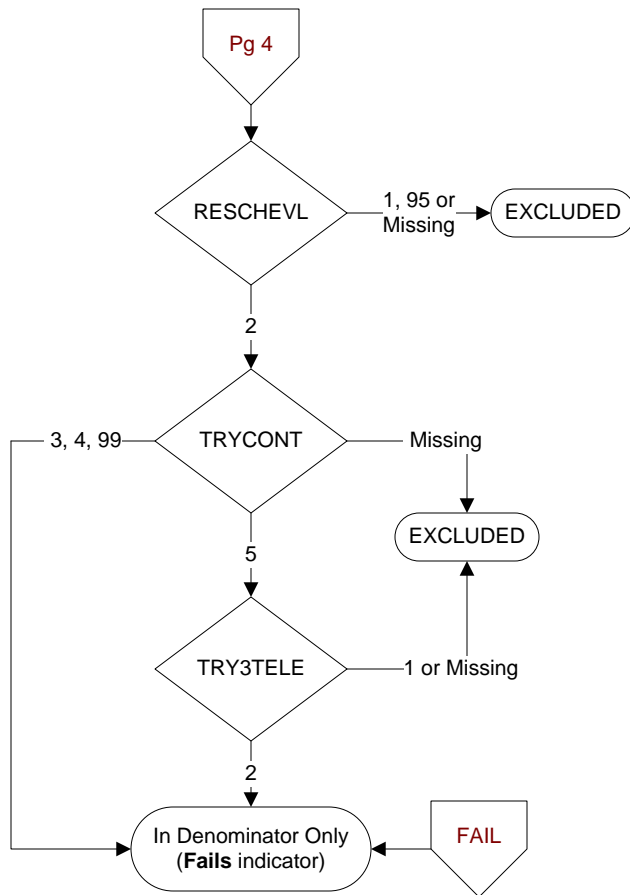 Pg 4
RESCHEVL
1, 95 or
Missing
EXCLUDED
2
3, 4, 99
TRYCONT
Missing
EXCLUDED
5
TRY3TELE
1 or Missing
2
In Denominator Only
(Fails indicator)
FAIL